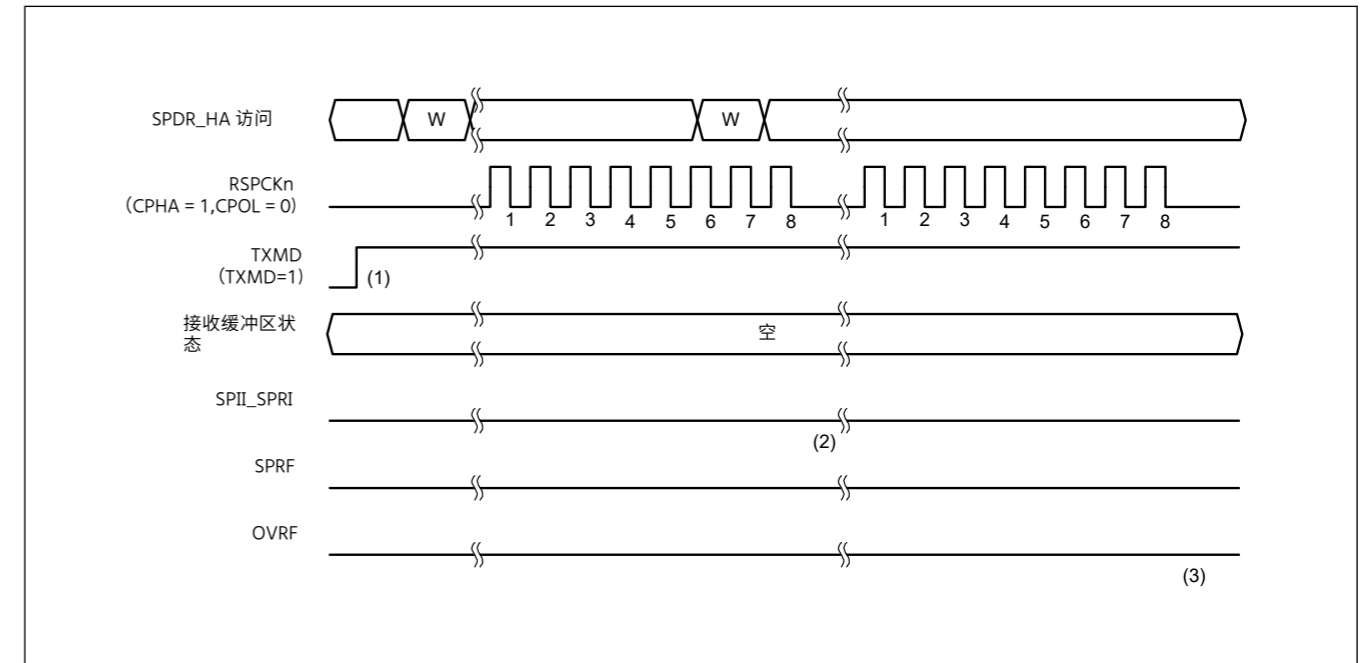 SPDR_HA 访问
W
W
RSPCKn
（CPHA = 1,CPOL = 0)
1 2 3 4 5 6 7 8
1 2 3 4 5 6 7 8
TXMD
（TXMD=1）
(1)
接收缓冲区状
态
空
SPII_SPRI
(2)
SPRF
OVRF
(3)